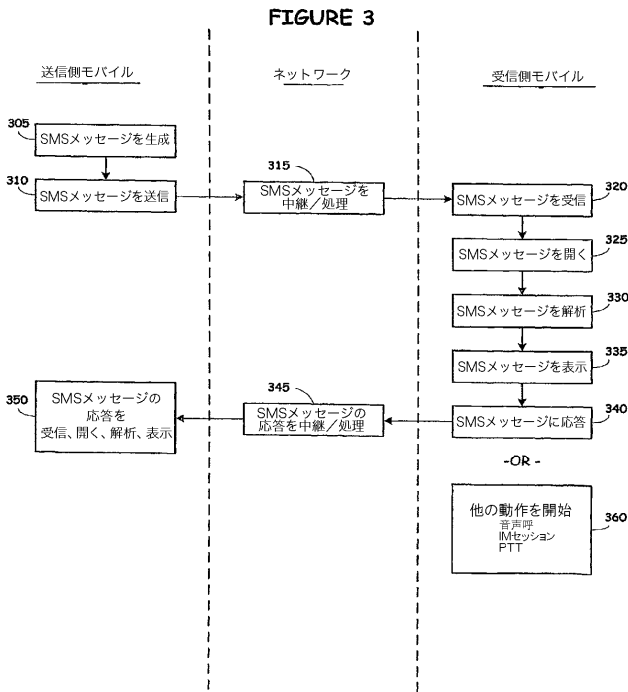 FIGURE 3
送信側モバイル
ネットワーク
受信側モバイル
305
SMSメッセージを生成
310
SMSメッセージを送信
315
SMSメッセージを
中継／処理
320
SMSメッセージを受信
325
SMSメッセージを開く
330
SMSメッセージを解析
335
SMSメッセージを表示
340
SMSメッセージに応答
345
SMSメッセージの
応答を中継／処理
350
SMSメッセージの
応答を
受信、開く、解析、表示
-OR -
360
他の動作を開始
音声呼
IMセッション
PTT